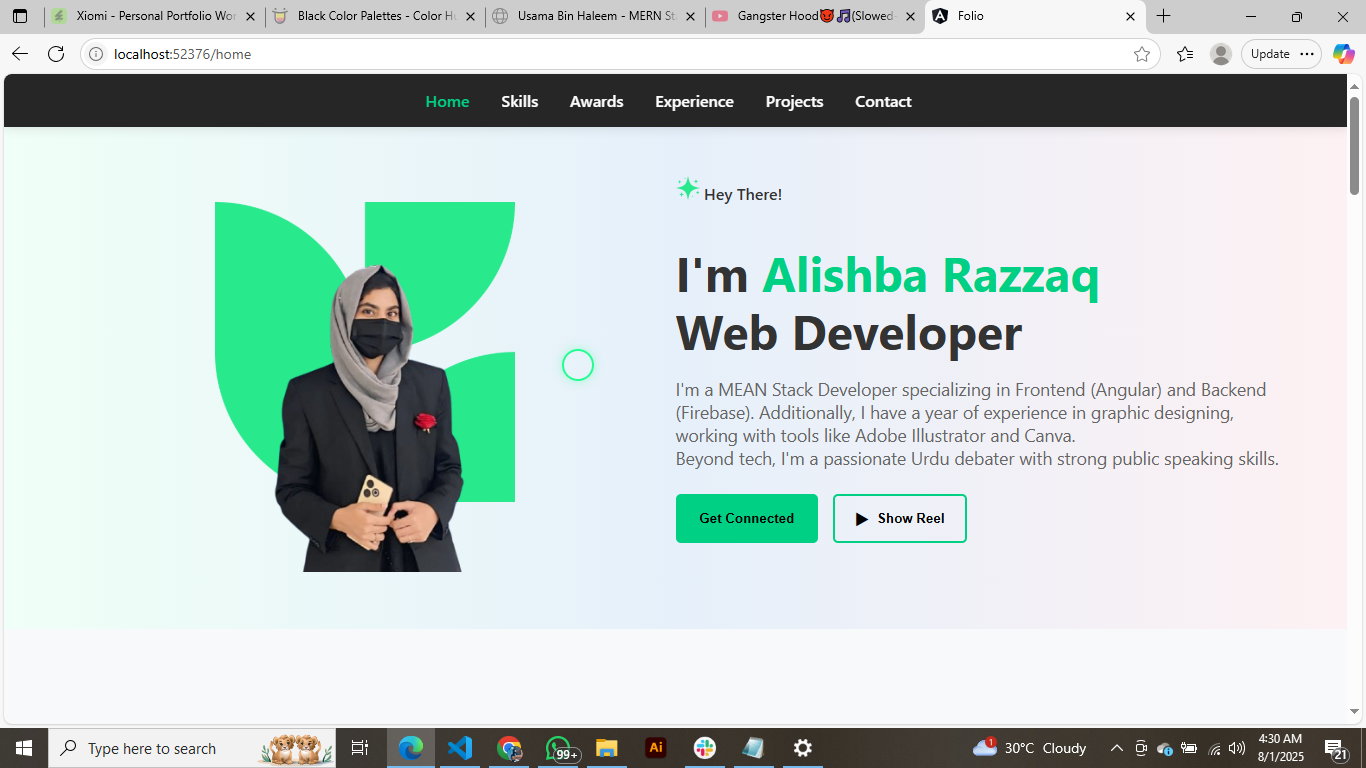 Xiomi - Personal Portfolio Wor
Black Color Palettes - Color Hu
Usama Bin Haleem - MERN St
Gangster Hood😈🎵(Slowed
Folio
localhost:52376/home
Update
Home Skills Awards Experience Projects Contact
Hey There!
I'm Alishba Razzaq
Web Developer
I'm a MEAN Stack Developer specializing in Frontend (Angular) and Backend
(Firebase). Additionally, I have a year of experience in graphic designing,
working with tools like Adobe Illustrator and Canva.
Beyond tech, I'm a passionate Urdu debater with strong public speaking skills.
Get Connected
Show Reel
Type here to search
99+
Ai
1
30°C Cloudy
4:30 AM
8/1/2025
21